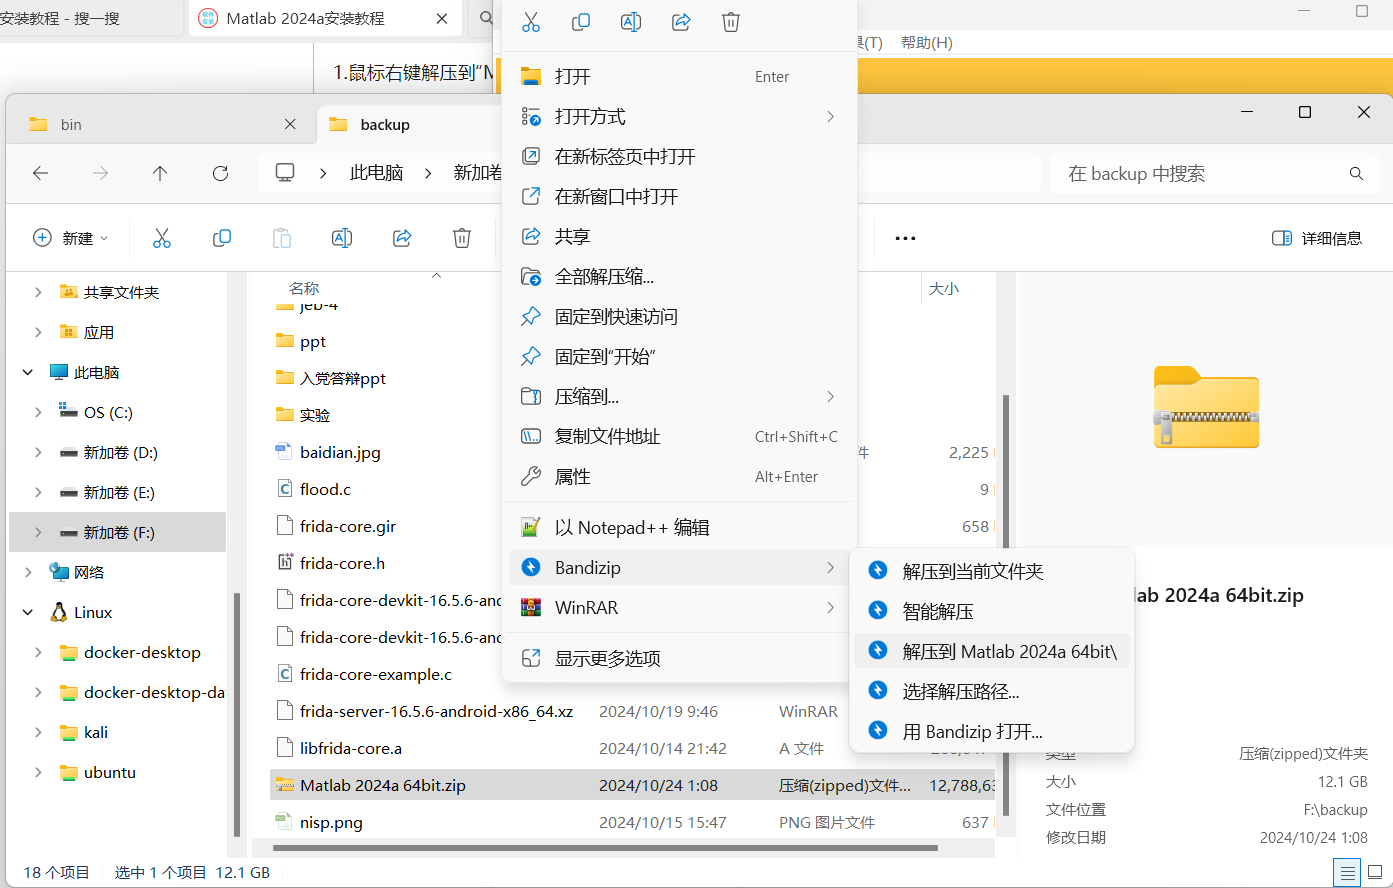 安装教程 - 搜一搜
Matlab 2024a安装教程
(T) 帮助(H)
1.鼠标右键解压到“M
bin
backup
此电脑
新加卷
在 backup 中搜索
新建
详细信息
打开 Enter
打开方式
在新标签页中打开
在新窗口中打开
共享
全部解压缩...
固定到快速访问
固定到“开始”
压缩到...
复制文件地址 Ctrl+Shift+C
属性 Alt+Enter
以 Notepad++ 编辑
Bandizip
WinRAR
显示更多选项
解压到当前文件夹
智能解压
解压到 Matlab 2024a 64bit\
选择解压路径...
用 Bandizip 打开...
共享文件夹
应用
此电脑
OS (C:)
新加卷 (D:)
新加卷 (E:)
新加卷 (F:)
网络
Linux
docker-desktop
docker-desktop-da
kali
ubuntu
名称 大小
jeb-4
ppt
入党答辩ppt
实验
baidian.jpg 件 2,225
flood.c 9
frida-core.gir 658
frida-core.h
frida-core-devkit-16.5.6-and
frida-core-devkit-16.5.6-and
frida-core-example.c
frida-server-16.5.6-android-x86_64.xz 2024/10/19 9:46 WinRAR
libfrida-core.a 2024/10/14 21:42 A 文件
Matlab 2024a 64bit.zip 2024/10/24 1:08 压缩(zipped)文件... 12,788,63
nisp.png 2024/10/15 15:47 PNG 图片文件 637
lab 2024a 64bit.zip
类型 压缩(zipped)文件夹
大小 12.1 GB
文件位置 F:\backup
修改日期 2024/10/24 1:08
18 个项目 选中 1 个项目 12.1 GB